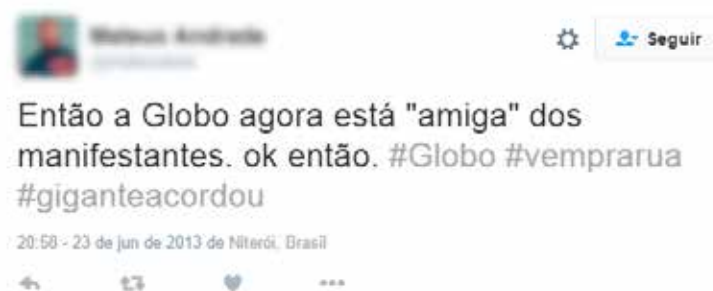 Seguir
Então a Globo agora está "amiga" dos
manifestantes. ok então. #Globo #vemprarua
#giganteacordou
20:58 - 23 de jun de 2013 de Niterói, Brasil